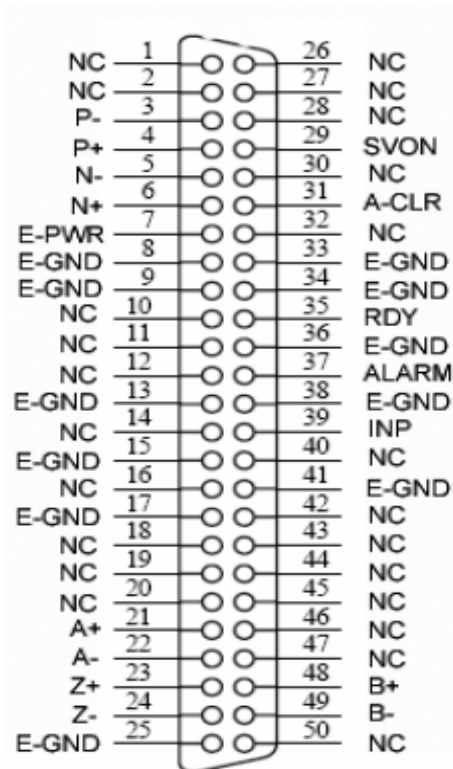 NC 1 26 NC
NC 2 27 NC
P- 3 28 NC
P+ 4 29 SVON
N- 5 30 NC
N+ 6 31 A-CLR
E-PWR 7 32 NC
E-GND 8 33 E-GND
E-GND 9 34 E-GND
NC 10 35 RDY
NC 11 36 E-GND
NC 12 37 ALARM
E-GND 13 38 E-GND
NC 14 39 INP
E-GND 15 40 NC
NC 16 41 E-GND
E-GND 17 42 NC
NC 18 43 NC
NC 19 44 NC
NC 20 45 NC
A+ 21 46 NC
A- 22 47 NC
Z+ 23 48 B+
Z- 24 49 B-
E-GND 25 50 NC